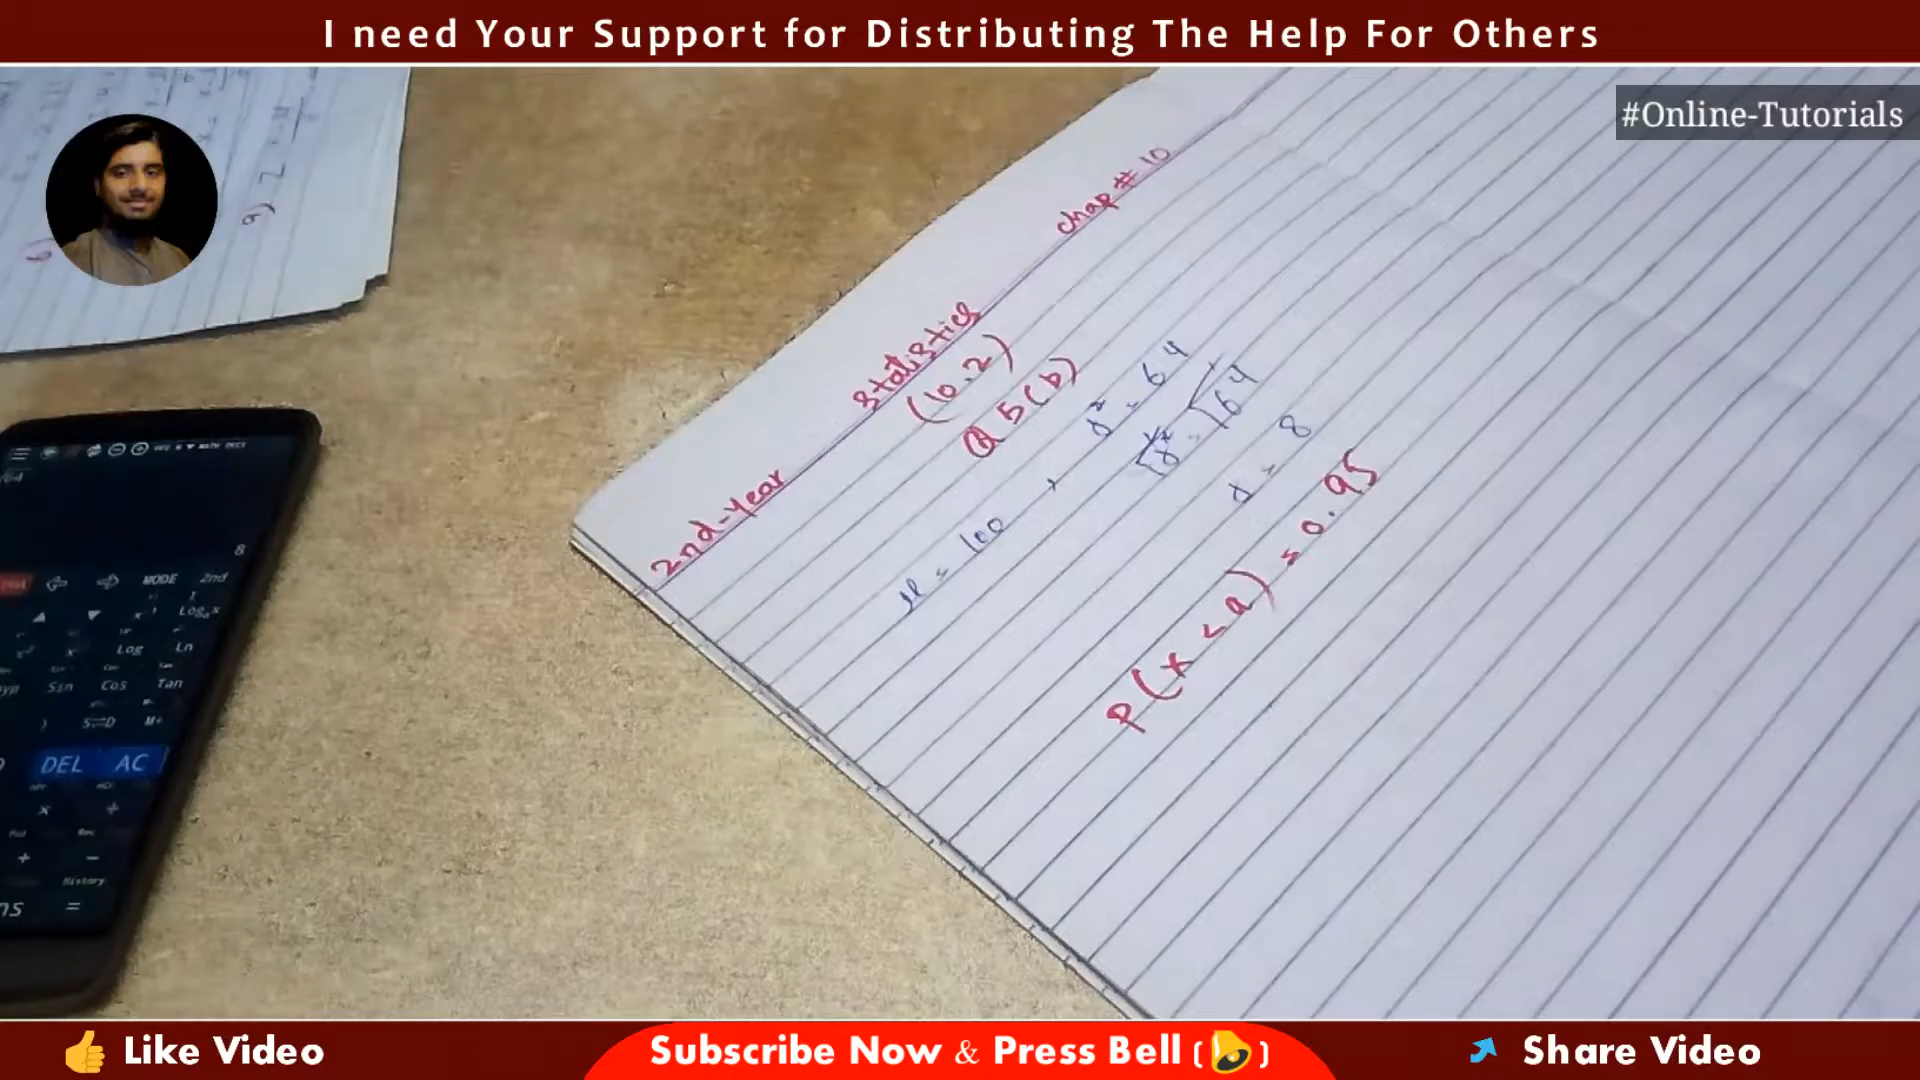 I need Your Support for Distributing The Help For Others
#Online-Tutorials
2nd-year Statistics Chap # 10
(10.2)
Q 5(b)
μ = 100 , σ² = 64
√σ² = √64
σ = 8
P(x < a) = 0.95
8
MODE 2nd
Log Ln
Sin Cos Tan
) S⇌D M+
DEL AC
× ÷
+ −
History
=
👍 Like Video
Subscribe Now & Press Bell (🔔)
Share Video